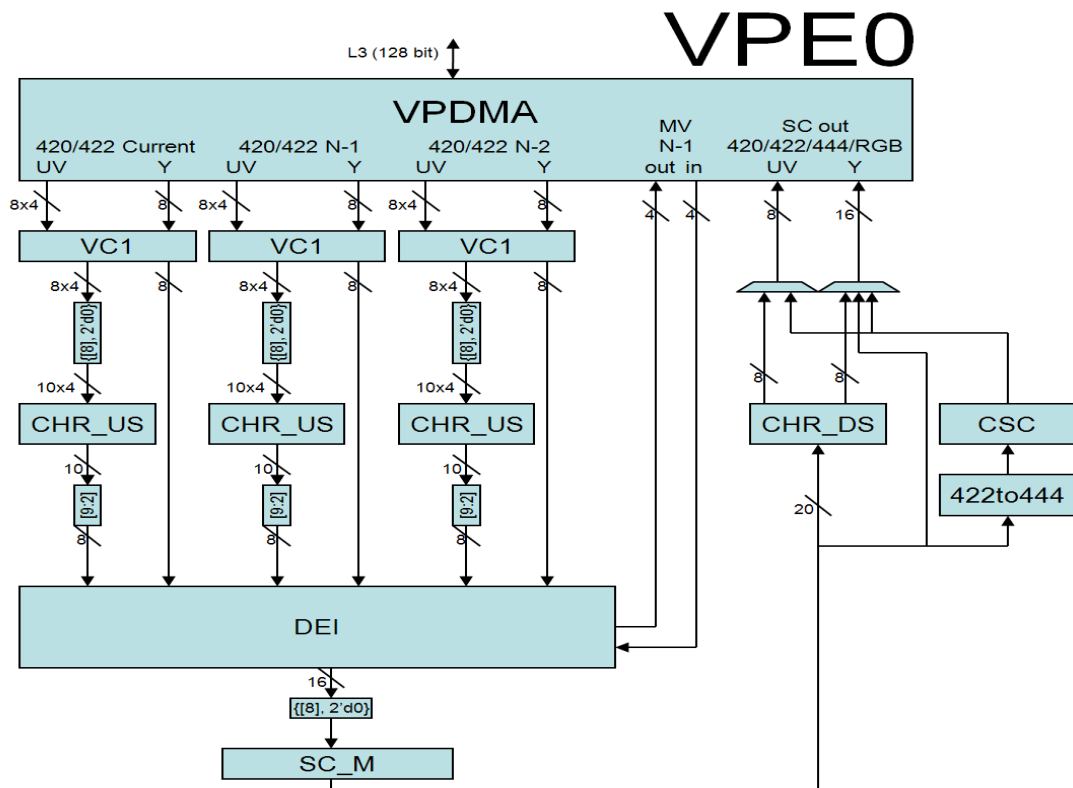 VPE0
L3 (128 bit)
VPDMA
420/422 Current
UV Y
420/422 N-1
UV Y
420/422 N-2
UV Y
MV
N-1
out in
SC out
420/422/444/RGB
UV Y
8x4 8 8x4 8 8x4 8 4 4 8 16
VC1 VC1 VC1
8x4 8 8x4 8 8x4 8
{[8], 2'd0} {[8], 2'd0} {[8], 2'd0}
10x4 10x4 10x4 8 8
CHR_US CHR_US CHR_US CHR_DS CSC
10 10 10
[9:2] [9:2] [9:2] 20 422to444
8 8 8
DEI
16
{[8], 2'd0}
SC_M